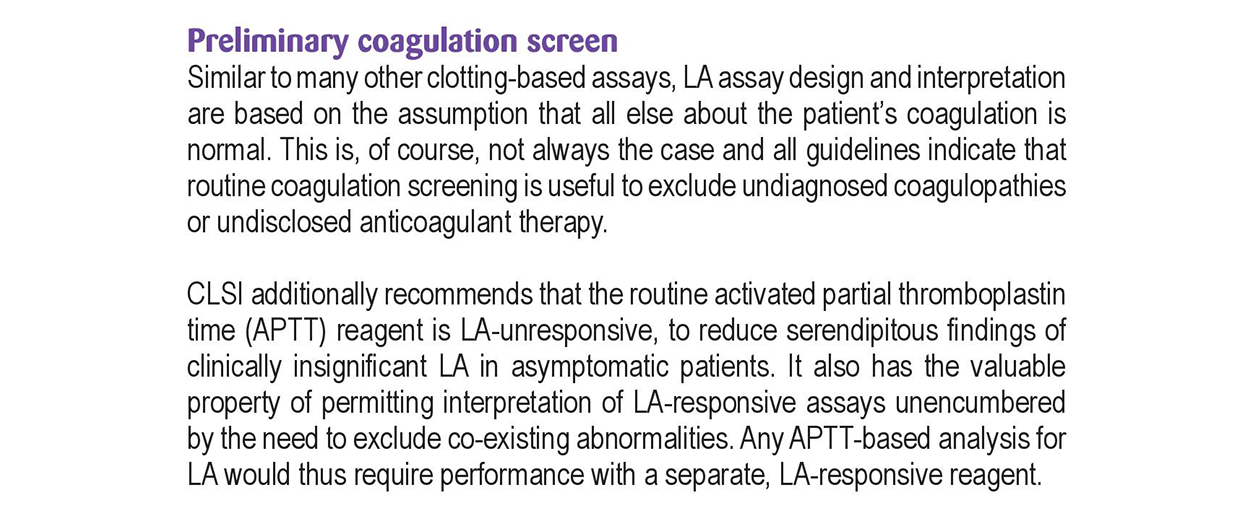 Preliminary coagulation screen
Similar to many other clotting-based assays, LA assay design and interpretation
are based on the assumption that all else about the patient’s coagulation is
normal. This is, of course, not always the case and all guidelines indicate that
routine coagulation screening is useful to exclude undiagnosed coagulopathies
or undisclosed anticoagulant therapy.
CLSI additionally recommends that the routine activated partial thromboplastin
time (APTT) reagent is LA-unresponsive, to reduce serendipitous findings of
clinically insignificant LA in asymptomatic patients. It also has the valuable
property of permitting interpretation of LA-responsive assays unencumbered
by the need to exclude co-existing abnormalities. Any APTT-based analysis for
LA would thus require performance with a separate, LA-responsive reagent.